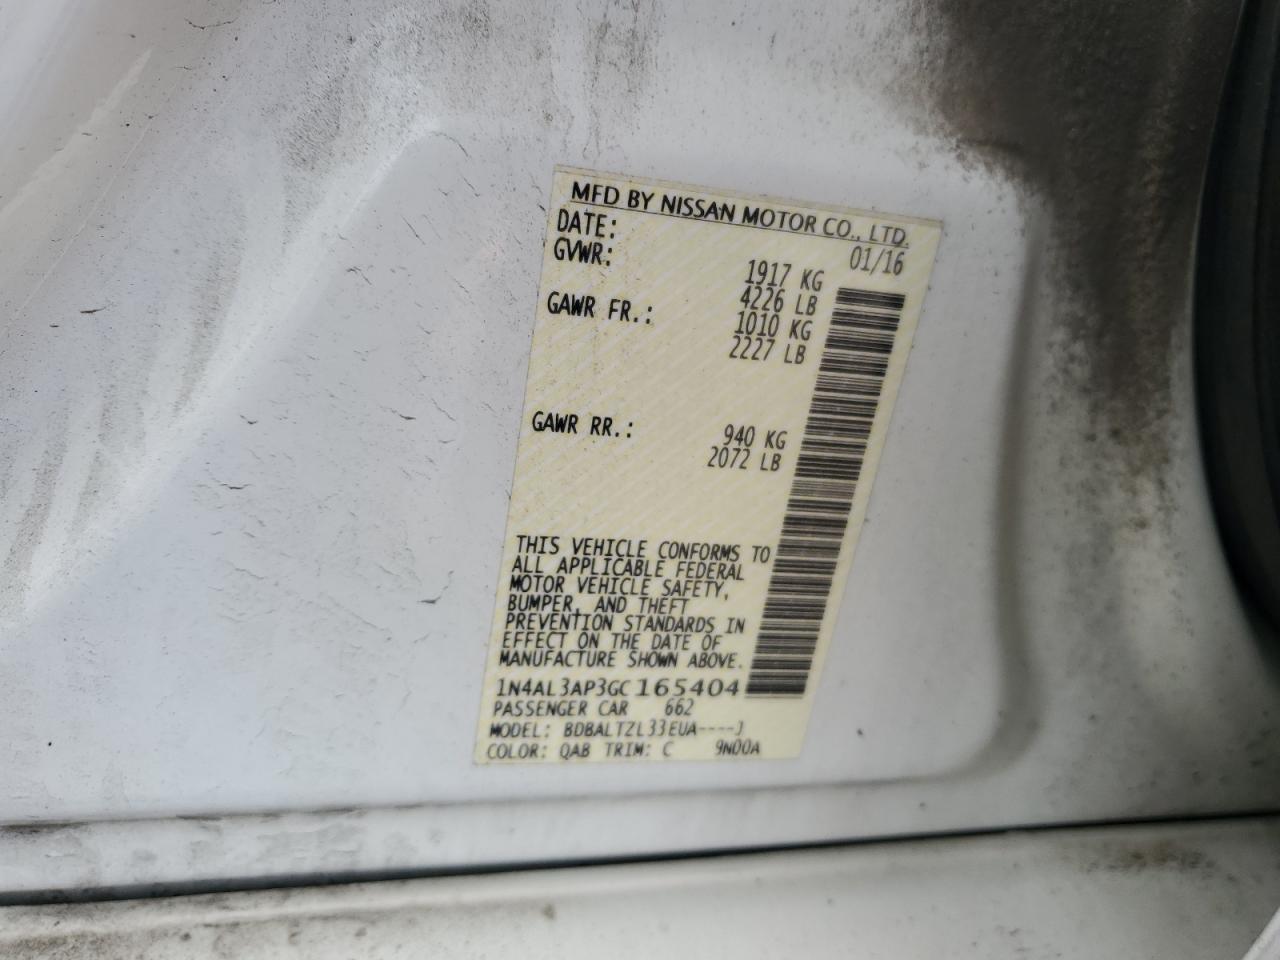 MFD BY NISSAN MOTOR CO., LTD.
DATE: 01/16
GVWR: 1917 KG
4226 LB
GAWR FR.: 1010 KG
2227 LB
GAWR RR.: 940 KG
2072 LB
THIS VEHICLE CONFORMS TO
ALL APPLICABLE FEDERAL
MOTOR VEHICLE SAFETY,
BUMPER, AND THEFT
PREVENTION STANDARDS IN
EFFECT ON THE DATE OF
MANUFACTURE SHOWN ABOVE.
1N4AL3AP3GC165404
PASSENGER CAR 662
MODEL: BDBALTZL33EUA----J
COLOR: QAB TRIM: C 9N00A